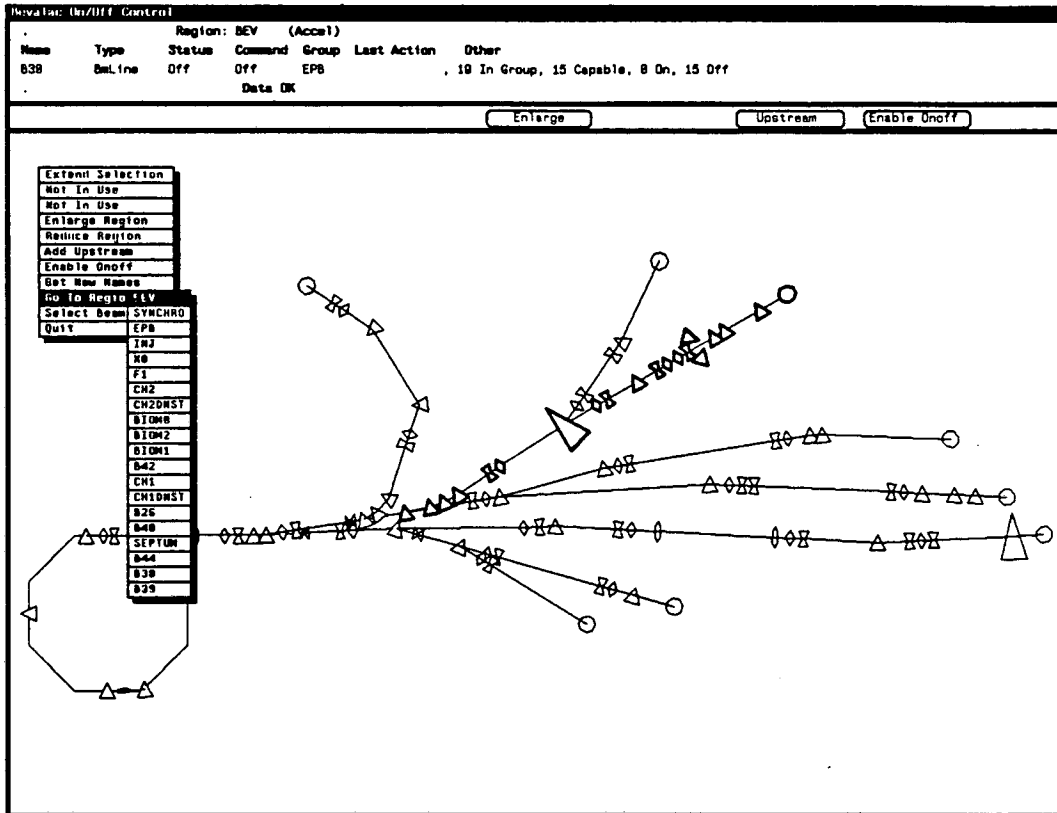 Bevalac On/Off Control
Region: BEV (Accel)
Name Type Status Command Group Last Action Other
B39 BmLine Off Off EPB , 19 In Group, 15 Capable, 0 On, 15 Off
Data OK
Enlarge Upstream Enable Onoff
Extend Selection
Not In Use
Not In Use
Enlarge Region
Reduce Region
Add Upstream
Enable Onoff
Get New Names
Go To Regio BEV
Select Beam SYNCHRO
Quit EPB
INJ
F1
CH2
CH2DNST
BIOM2
BIOM1
B42
CH1
CH1DNST
B26
B40
SEPTUM
B44
B30
B39